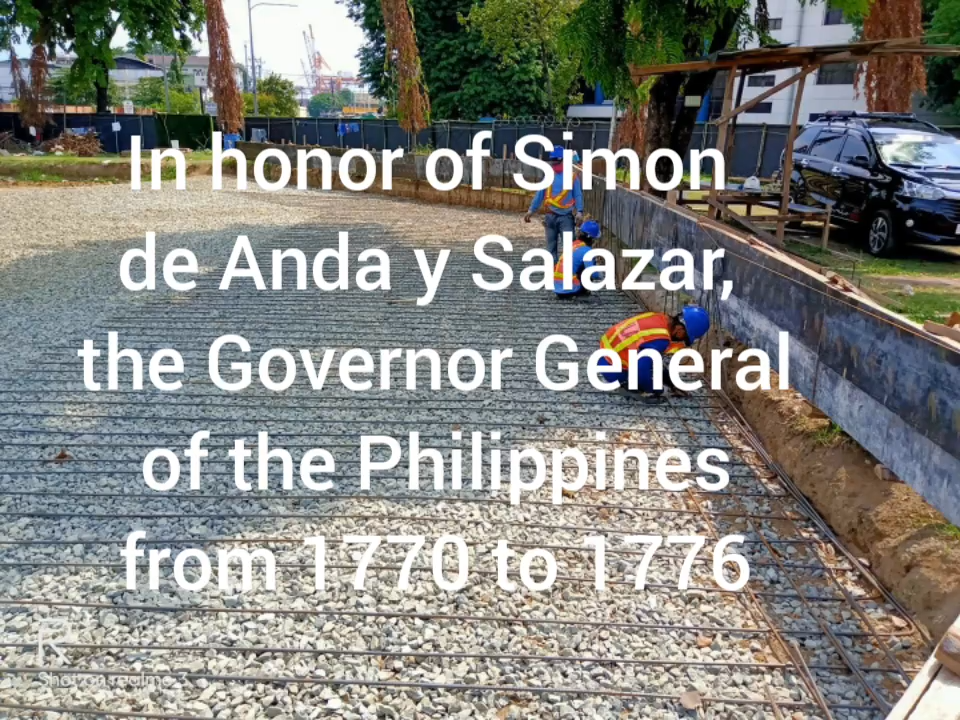 In honor of Simon
de Anda y Salazar,
the Governor General
of the Philippines
from 1770 to 1776
Shot on realme 3